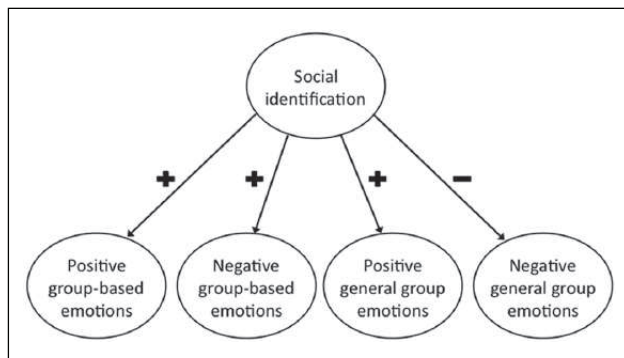 Social
identification
+
+
+
−
Positive
group-based
emotions
Negative
group-based
emotions
Positive
general group
emotions
Negative
general group
emotions